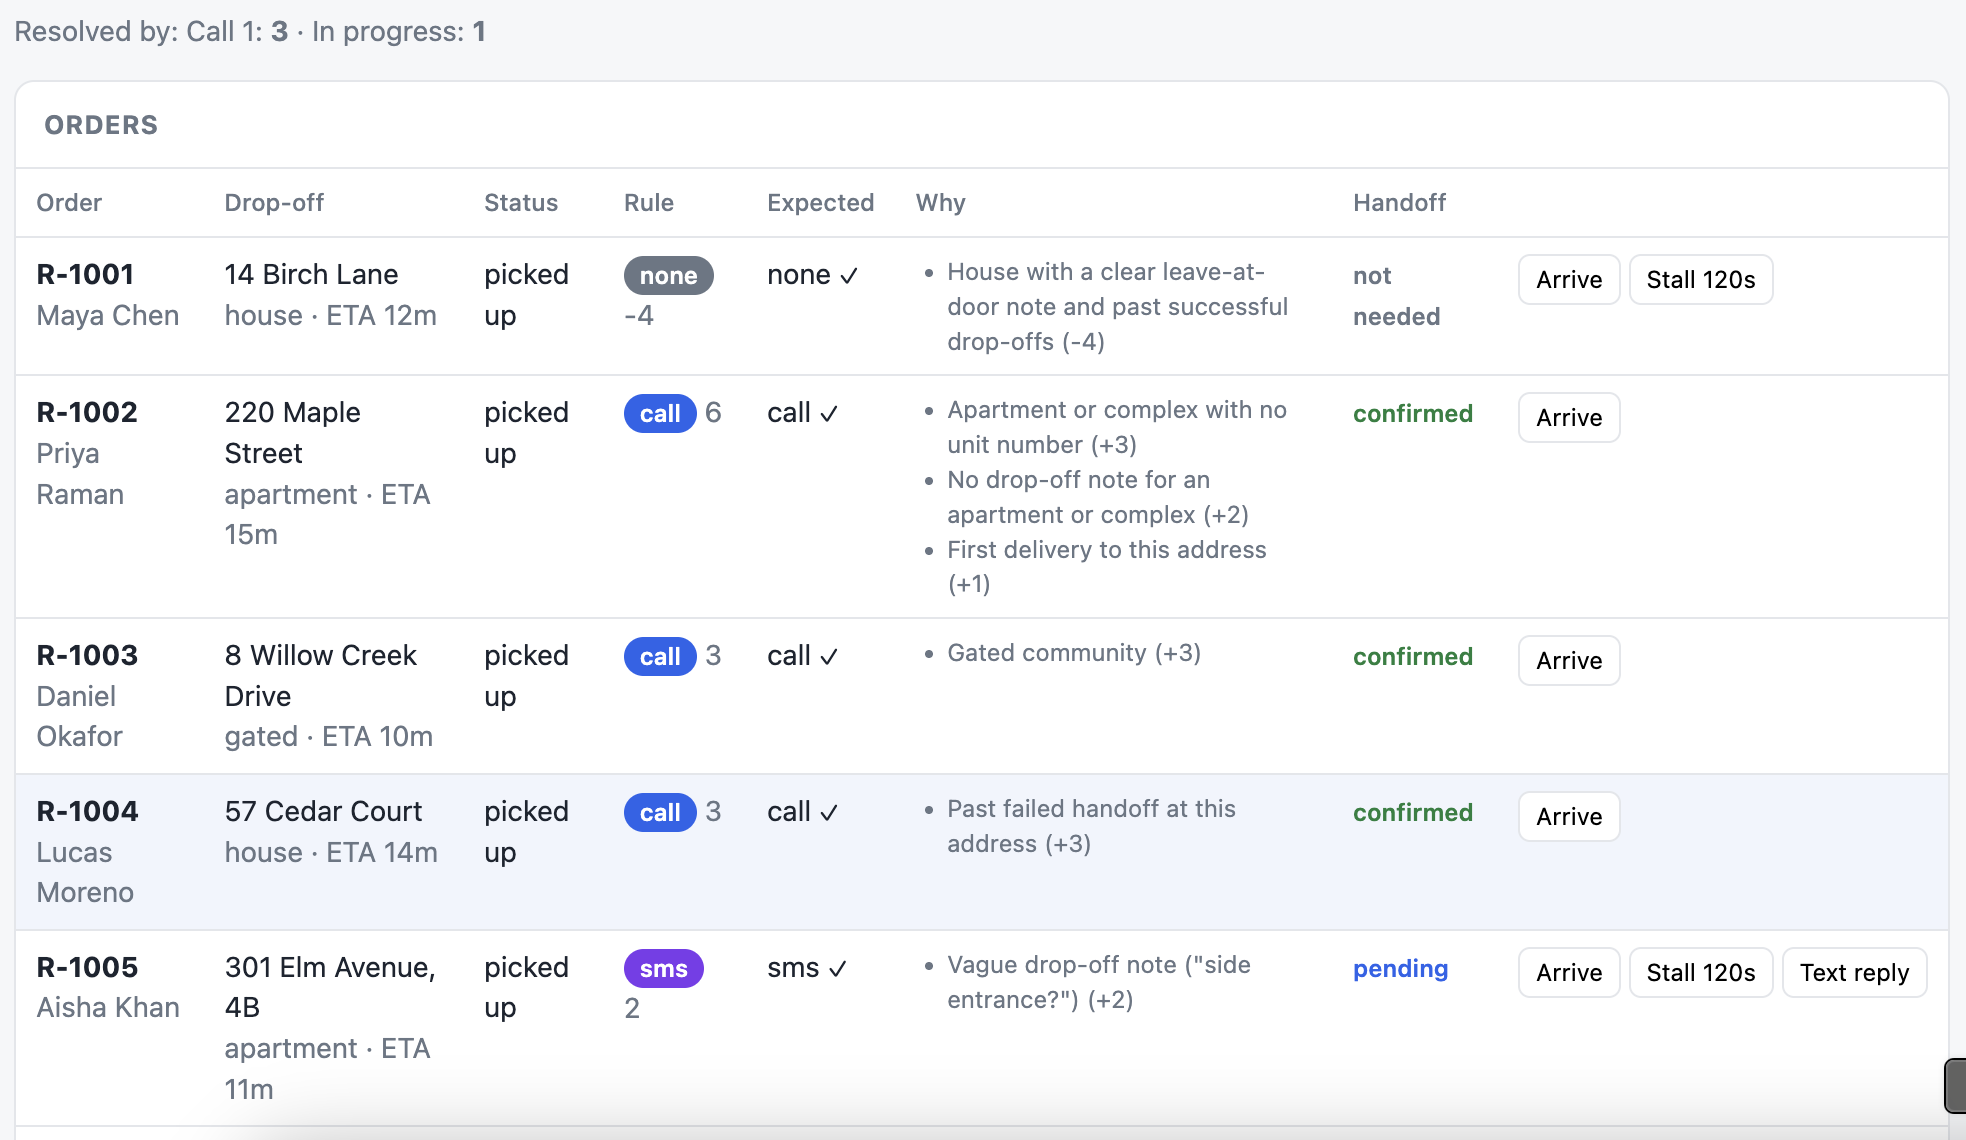 Resolved by: Call 1: 3 · In progress: 1
ORDERS
Order Drop-off Status Rule Expected Why Handoff
R-1001
Maya Chen
14 Birch Lane
house · ETA 12m
picked
up
none
-4
none ✓
• House with a clear leave-at-
door note and past successful
drop-offs (-4)
not
needed
Arrive Stall 120s
R-1002
Priya
Raman
220 Maple
Street
apartment · ETA
15m
picked
up
call 6
call ✓
• Apartment or complex with no
unit number (+3)
• No drop-off note for an
apartment or complex (+2)
• First delivery to this address
(+1)
confirmed
Arrive
R-1003
Daniel
Okafor
8 Willow Creek
Drive
gated · ETA 10m
picked
up
call 3
call ✓
• Gated community (+3)
confirmed
Arrive
R-1004
Lucas
Moreno
57 Cedar Court
house · ETA 14m
picked
up
call 3
call ✓
• Past failed handoff at this
address (+3)
confirmed
Arrive
R-1005
Aisha Khan
301 Elm Avenue,
4B
apartment · ETA
11m
picked
up
sms
2
sms ✓
• Vague drop-off note ("side
entrance?") (+2)
pending
Arrive Stall 120s Text reply